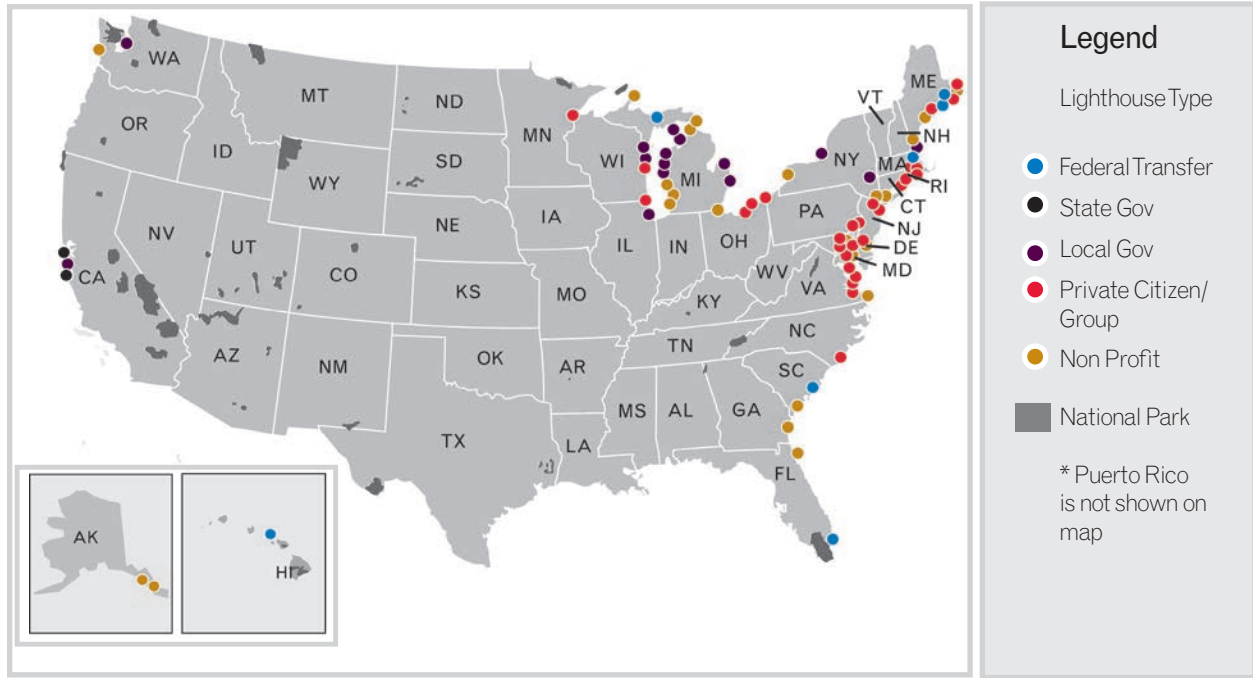 WA
MT
ND
MN
ME
VT
NH
OR
ID
SD
WI
MI
NY
MA
RI
CT
WY
NE
IA
PA
NJ
DE
MD
NV
UT
CO
IL
IN
OH
WV
VA
CA
KS
MO
KY
NC
AZ
NM
OK
AR
TN
SC
TX
LA
MS
AL
GA
FL
AK
HI
Legend
Lighthouse Type
Federal Transfer
State Gov
Local Gov
Private Citizen/
Group
Non Profit
National Park
* Puerto Rico
is not shown on
map